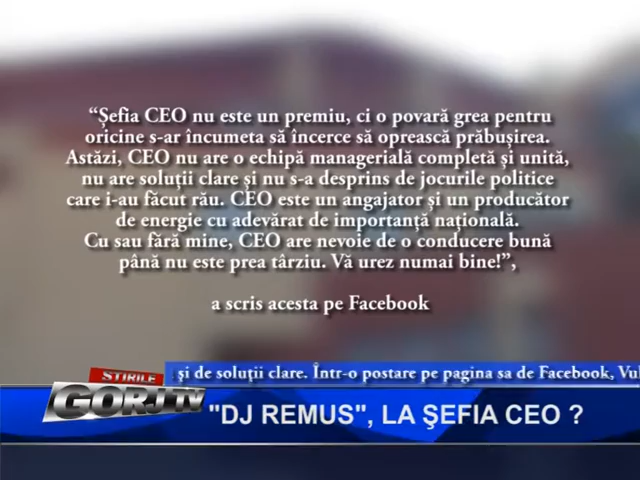 “Șefia CEO nu este un premiu, ci o povară grea pentru
oricine s-ar încumeta să încerce să oprească prăbușirea.
Astăzi, CEO nu are o echipă managerială completă și unită,
nu are soluții clare și nu s-a desprins de jocurile politice
care i-au făcut rău. CEO este un angajator și un producător
de energie cu adevărat de importanță națională.
Cu sau fără mine, CEO are nevoie de o conducere bună
până nu este prea târziu. Vă urez numai bine!”,
a scris acesta pe Facebook
și de soluții clare. Într-o postare pe pagina sa de Facebook, Vul
STIRILE
GORJ TV
"DJ REMUS", LA ŞEFIA CEO ?